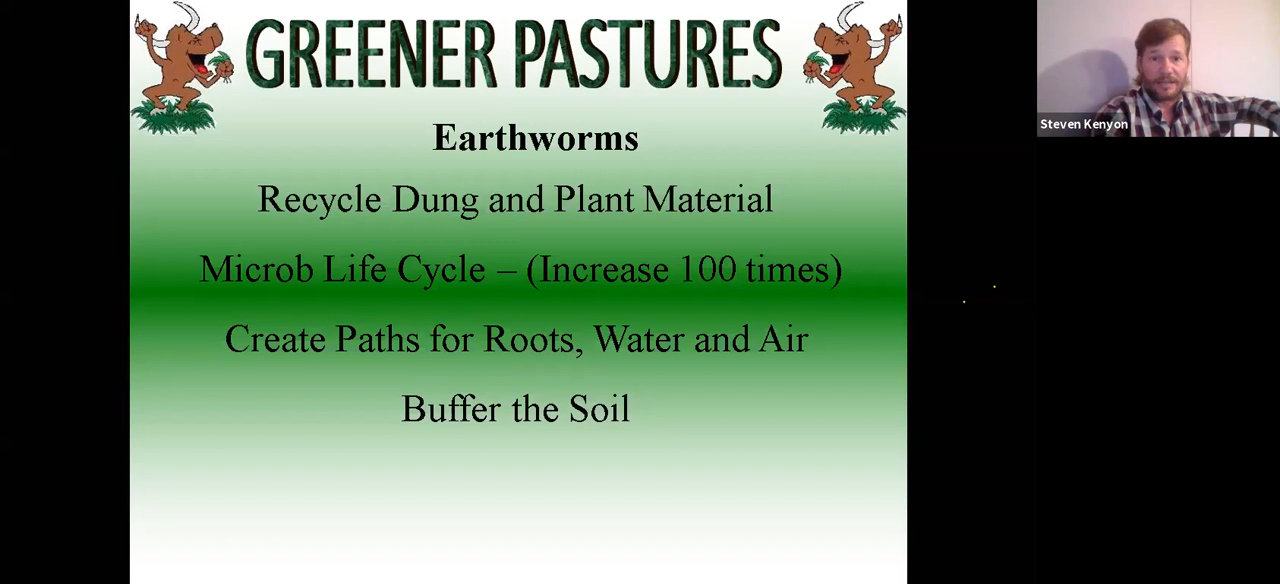 GREENER PASTURES
Earthworms
Recycle Dung and Plant Material
Microb Life Cycle – (Increase 100 times)
Create Paths for Roots, Water and Air
Buffer the Soil
Steven Kenyon